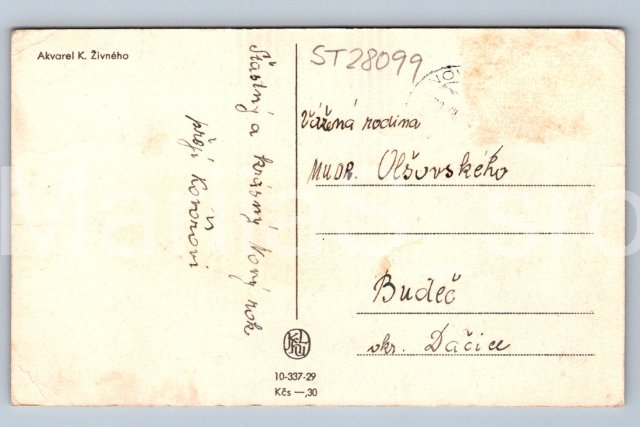 Akvarel K. Živného
Šťastný a krásný Nový rok
přejí
ST28099
Vážená rodina
MUDR. Olšovského
Budeč
okr. Dačice
10-337-29
Kčs —,30